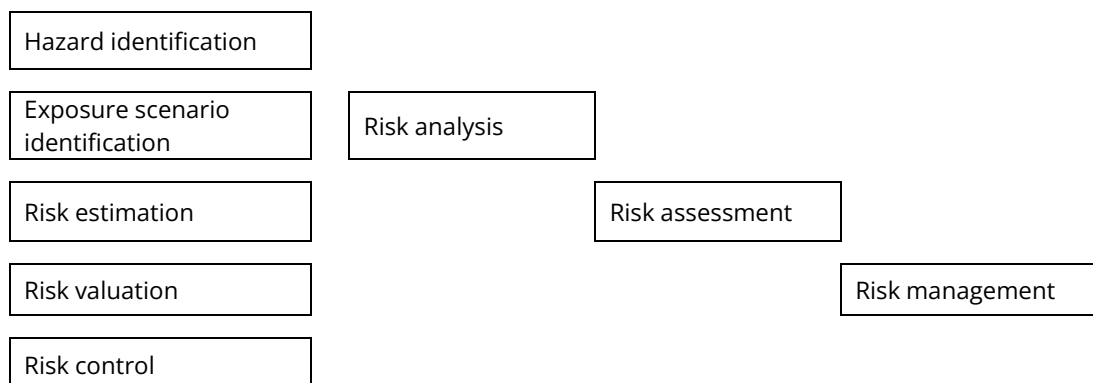 Hazard identification
Exposure scenario
identification
Risk analysis
Risk estimation
Risk assessment
Risk valuation
Risk management
Risk control